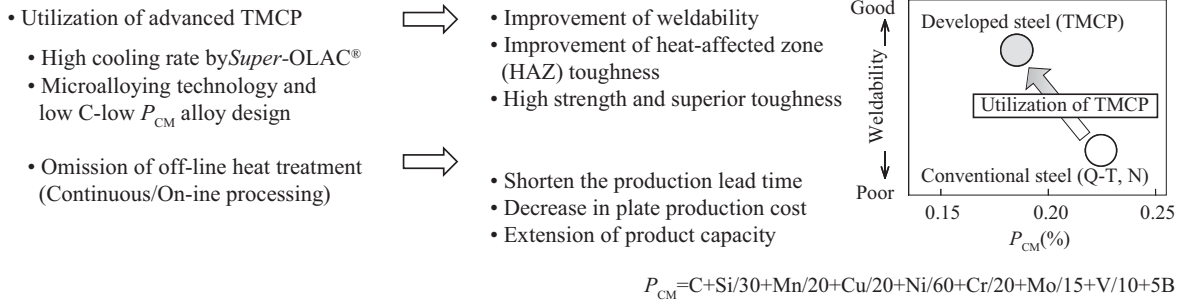 • Utilization of advanced TMCP
• High cooling rate bySuper-OLAC®
• Microalloying technology and
low C-low PCM alloy design
• Omission of off-line heat treatment
(Continuous/On-ine processing)
• Improvement of weldability
• Improvement of heat-affected zone
(HAZ) toughness
• High strength and superior toughness
• Shorten the production lead time
• Decrease in plate production cost
• Extension of product capacity
Good
Weldability
Poor
Developed steel (TMCP)
Utilization of TMCP
Conventional steel (Q-T, N)
0.15 0.20 0.25
PCM(%)
PCM=C+Si/30+Mn/20+Cu/20+Ni/60+Cr/20+Mo/15+V/10+5B